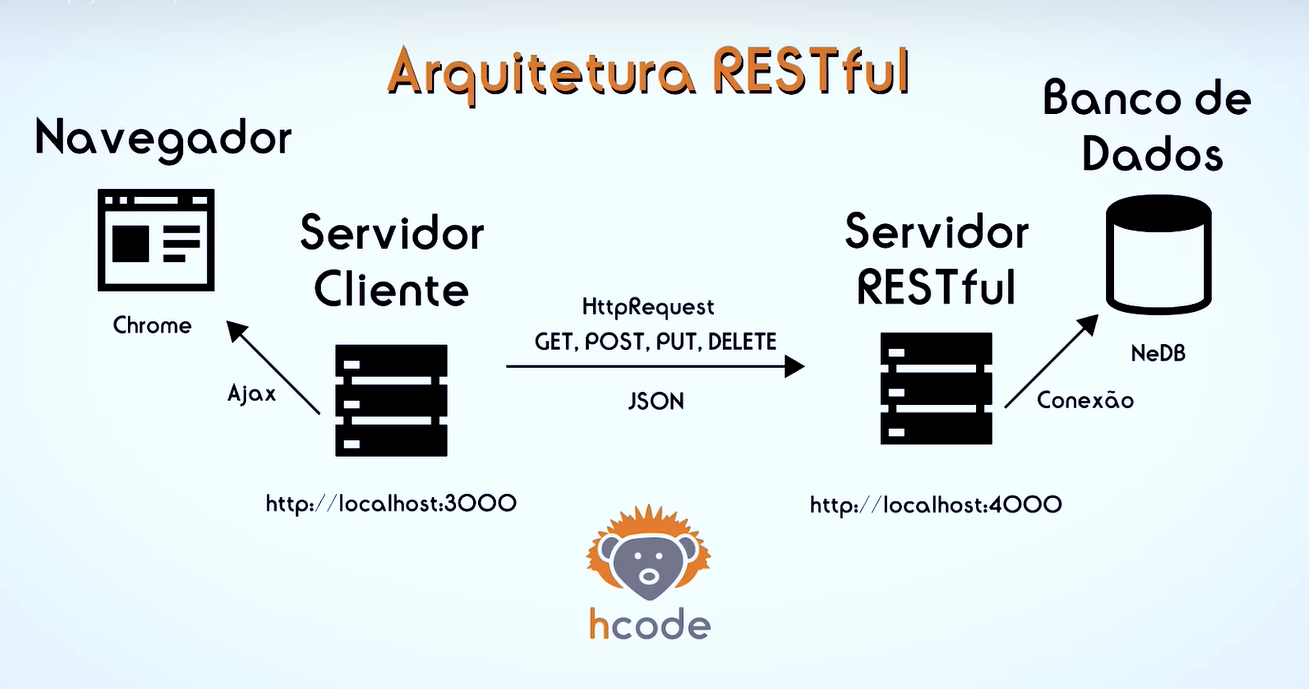 Arquitetura RESTful
Navegador
Chrome
Ajax
Servidor
Cliente
http://localhost:3000
HttpRequest
GET, POST, PUT, DELETE
JSON
Servidor
RESTful
http://localhost:4000
Conexão
Banco de
Dados
NeDB
hcode